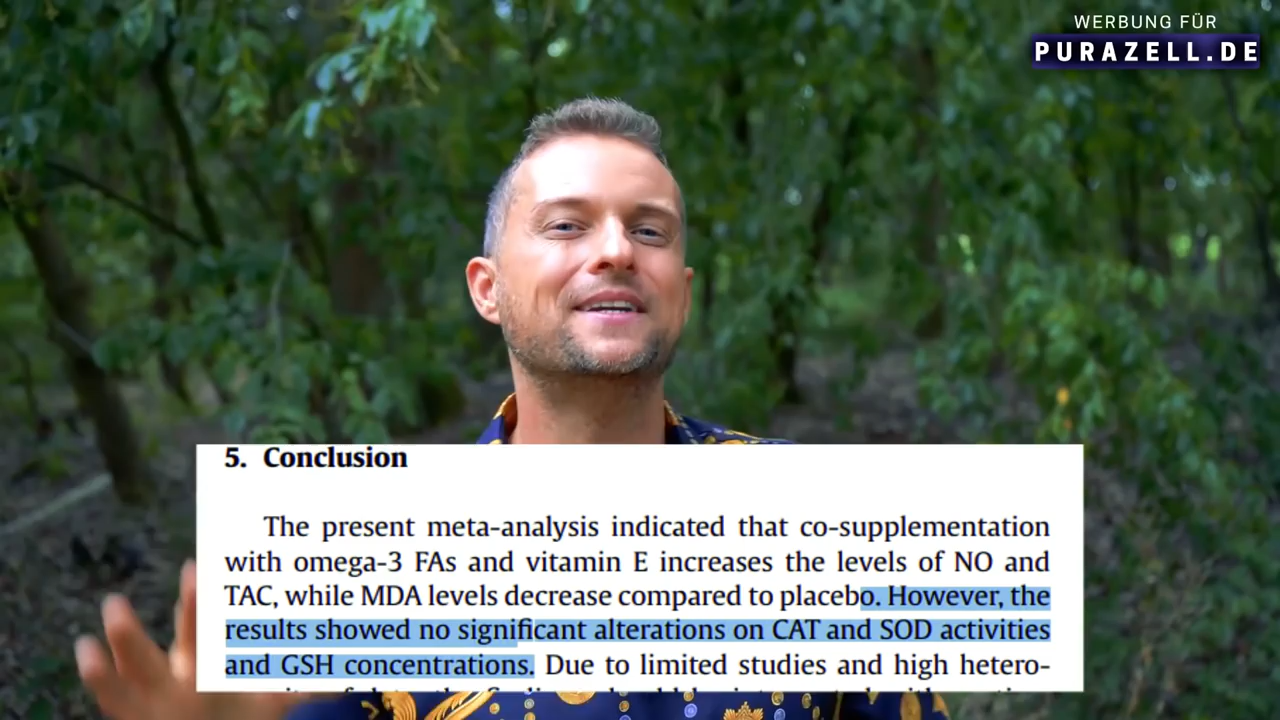 WERBUNG FÜR
PURAZELL.DE
5. Conclusion
The present meta-analysis indicated that co-supplementation
with omega-3 FAs and vitamin E increases the levels of NO and
TAC, while MDA levels decrease compared to placebo. However, the
results showed no significant alterations on CAT and SOD activities
and GSH concentrations. Due to limited studies and high hetero-